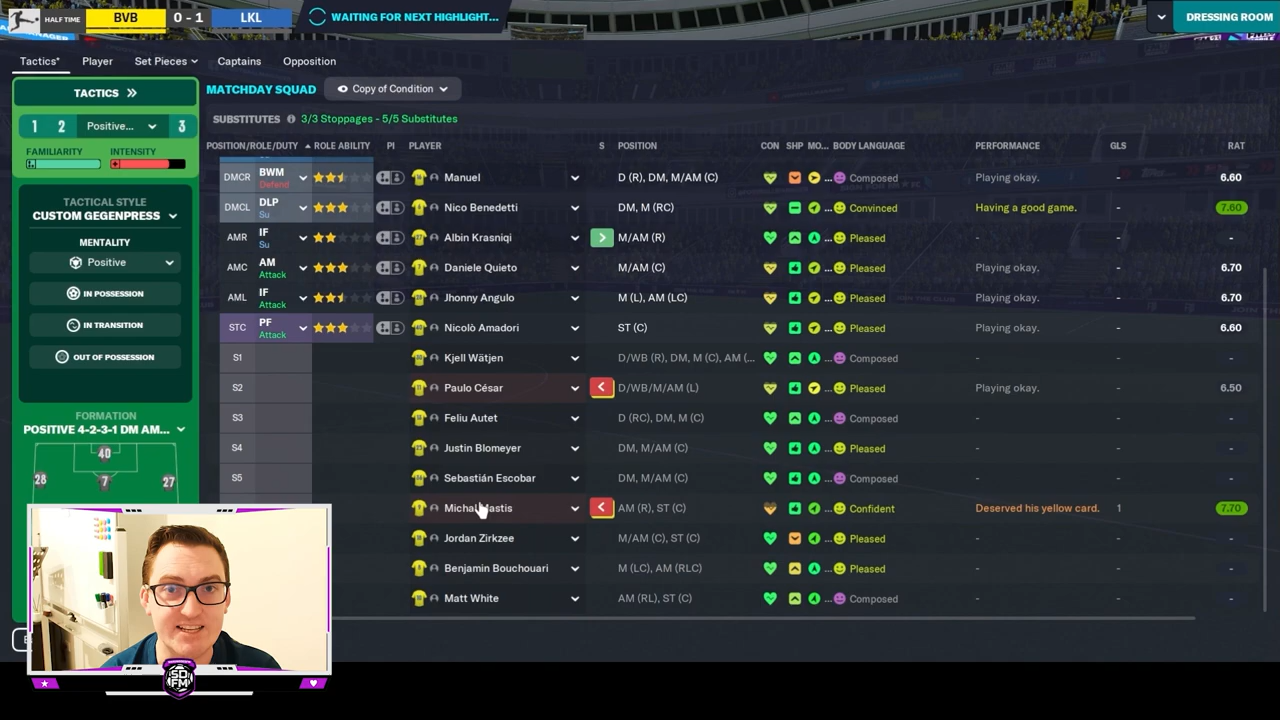 HALF TIME BVB 0 - 1 LKL WAITING FOR NEXT HIGHLIGHT... DRESSING ROOM
Tactics* Player Set Pieces Captains Opposition
TACTICS
1 2 Positive... 3
FAMILIARITY INTENSITY
TACTICAL STYLE
CUSTOM GEGENPRESS
MENTALITY
Positive
IN POSSESSION
IN TRANSITION
OUT OF POSSESSION
FORMATION
POSITIVE 4-2-3-1 DM AM...
40
28 7 27
MATCHDAY SQUAD Copy of Condition
SUBSTITUTES 3/3 Stoppages - 5/5 Substitutes
POSITION/ROLE/DUTY ROLE ABILITY PI PLAYER S POSITION CON SHP MO... BODY LANGUAGE PERFORMANCE GLS RAT
DMCR BWM Defend Manuel D (R), DM, M/AM (C) ... Composed Playing okay. - 6.60
DMCL DLP Su Nico Benedetti DM, M (RC) ... Convinced Having a good game. - 7.60
AMR IF Su Albin Krasniqi M/AM (R) ... Pleased - - -
AMC AM Attack Daniele Quieto M/AM (C) ... Pleased Playing okay. - 6.70
AML IF Attack Jhonny Angulo M (L), AM (LC) ... Pleased Playing okay. - 6.70
STC PF Attack Nicolò Amadori ST (C) ... Pleased Playing okay. - 6.60
S1 Kjell Wätjen D/WB (R), DM, M (C), AM (... ... Composed - - -
S2 Paulo César D/WB/M/AM (L) ... Pleased Playing okay. - 6.50
S3 Feliu Autet D (RC), DM, M (C) ... Composed - - -
S4 Justin Blomeyer DM, M/AM (C) ... Pleased - - -
S5 Sebastián Escobar DM, M/AM (C) ... Composed - - -
AM (R), ST (C) ... Confident Deserved his yellow card. 1 7.70
Jordan Zirkzee M/AM (C), ST (C) ... Pleased - - -
Benjamin Bouchouari M (LC), AM (RLC) ... Pleased - - -
Matt White AM (RL), ST (C) ... Composed - - -
SDFM